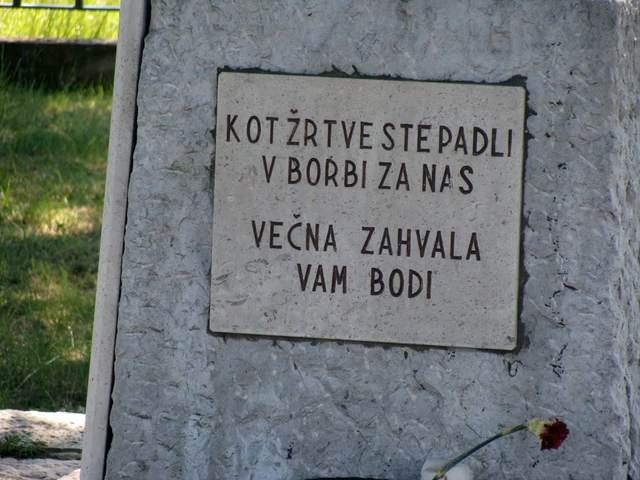 KOT ŽRTVE STE PADLI
V BORBI ZA NAS
VEČNA ZAHVALA
VAM BODI